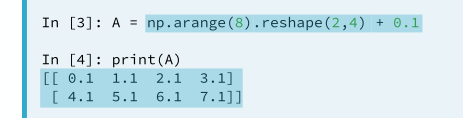 In [3]: A = np.arange(8).reshape(2,4) + 0.1
In [4]: print(A)
[[ 0.1 1.1 2.1 3.1]
[ 4.1 5.1 6.1 7.1]]